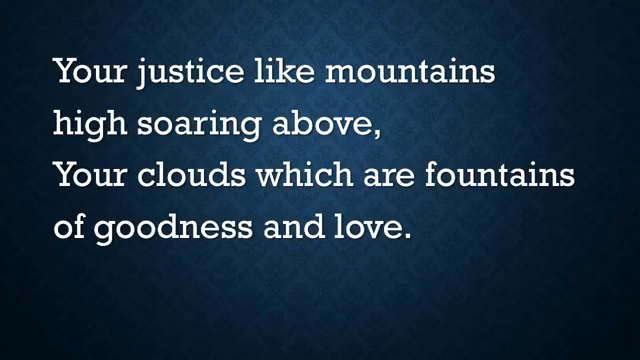 Your justice like mountains
high soaring above,
Your clouds which are fountains
of goodness and love.